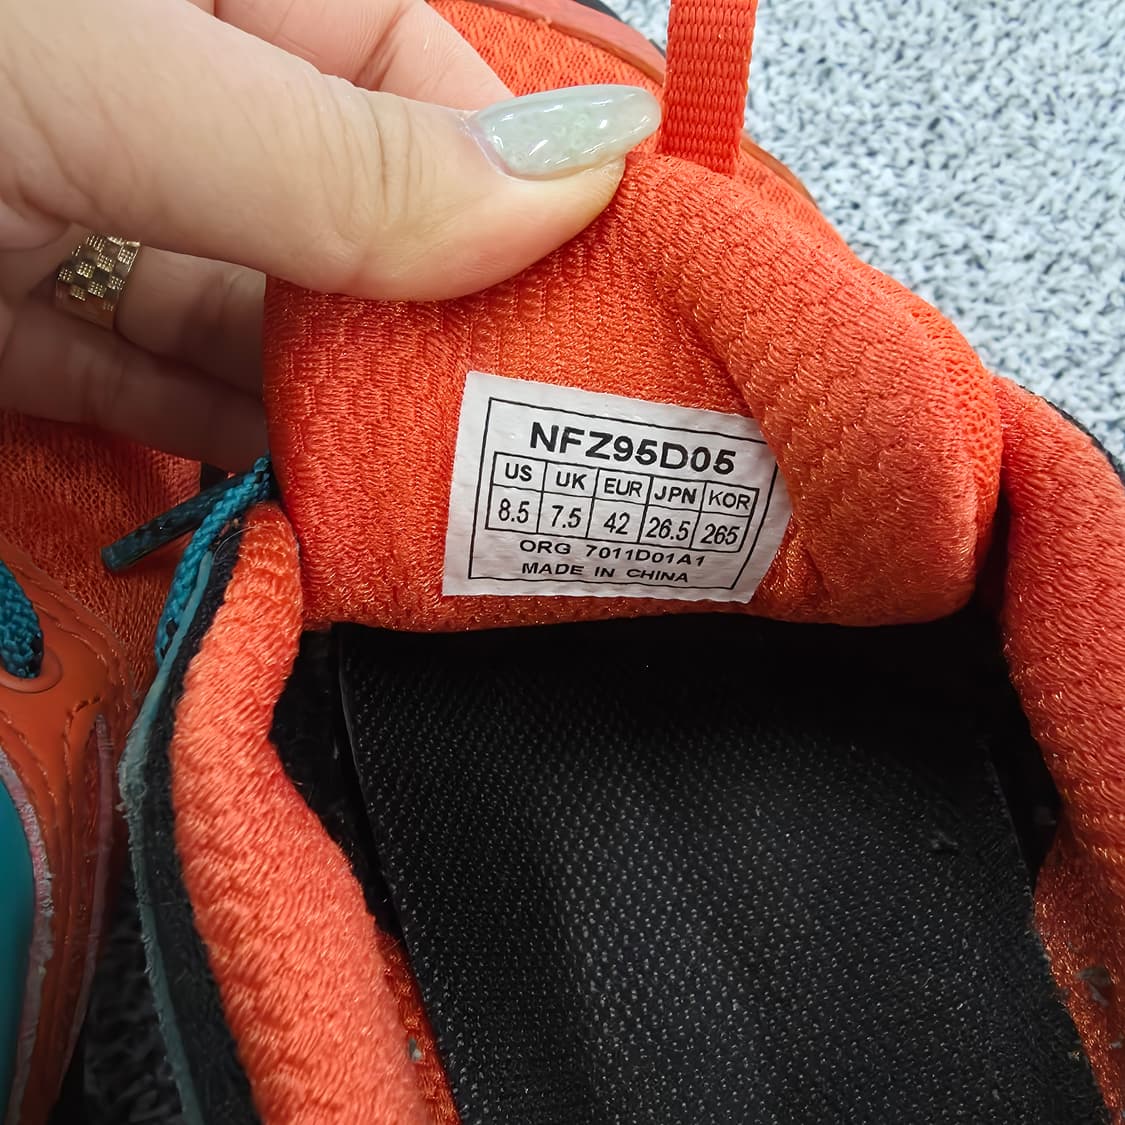 NFZ95D05
US UK EUR JPN KOR
8.5 7.5 42 26.5 265
ORG 7011D01A1
MADE IN CHINA